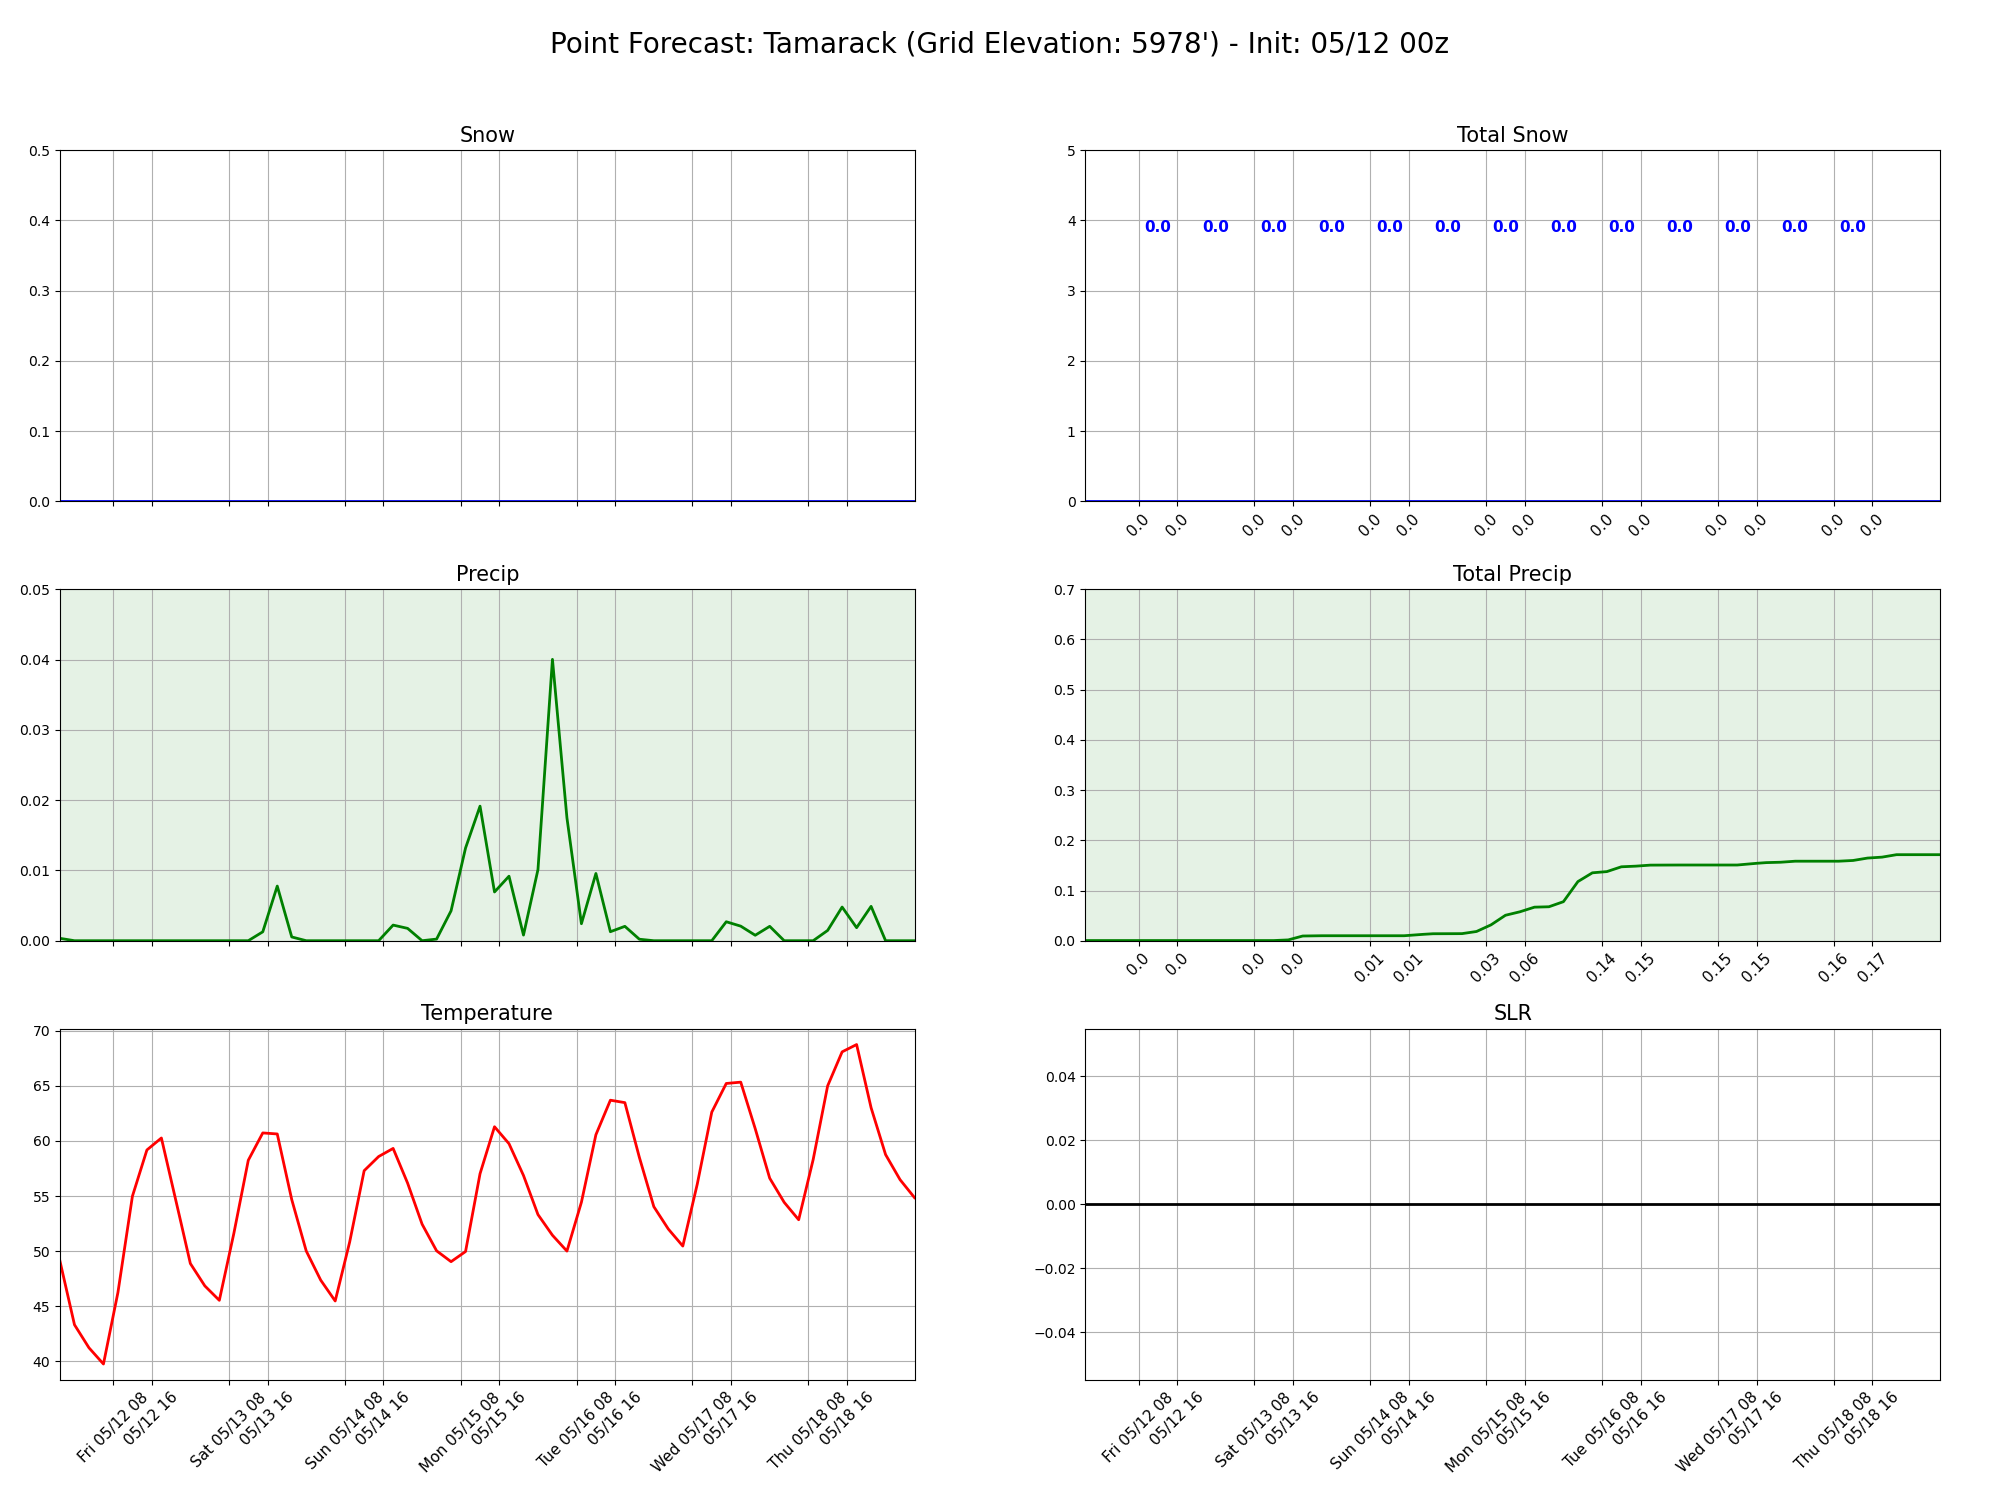 Point Forecast: Tamarack (Grid Elevation: 5978') - Init: 05/12 00z
Snow
0.5
0.4
0.3
0.2
0.1
0.0
Total Snow
5
4
3
2
1
0
0.0 0.0 0.0 0.0 0.0 0.0 0.0 0.0 0.0 0.0 0.0 0.0 0.0
0.0 0.0 0.0 0.0 0.0 0.0 0.0 0.0 0.0 0.0 0.0 0.0 0.0 0.0
Precip
0.05
0.04
0.03
0.02
0.01
0.00
Total Precip
0.7
0.6
0.5
0.4
0.3
0.2
0.1
0.0
0.0 0.0 0.0 0.0 0.01 0.01 0.03 0.06 0.14 0.15 0.15 0.15 0.16 0.17
Temperature
70
65
60
55
50
45
40
Fri 05/12 08
05/12 16
Sat 05/13 08
05/13 16
Sun 05/14 08
05/14 16
Mon 05/15 08
05/15 16
Tue 05/16 08
05/16 16
Wed 05/17 08
05/17 16
Thu 05/18 08
05/18 16
SLR
0.04
0.02
0.00
−0.02
−0.04
Fri 05/12 08
05/12 16
Sat 05/13 08
05/13 16
Sun 05/14 08
05/14 16
Mon 05/15 08
05/15 16
Tue 05/16 08
05/16 16
Wed 05/17 08
05/17 16
Thu 05/18 08
05/18 16